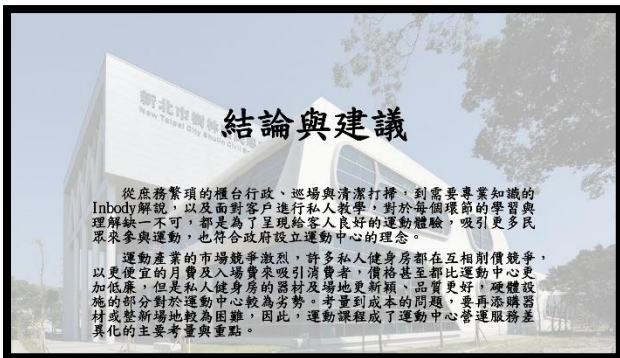 新北市樹林
New Taipei City Shulin Civil S
結論與建議
從庶務繁瑣的櫃台行政、巡場與清潔打掃，到需要專業知識的
Inbody解說，以及面對客戶進行私人教學，對於每個環節的學習與
理解缺一不可，都是為了呈現給客人良好的運動體驗，吸引更多民
眾來參與運動，也符合政府設立運動中心的理念。
運動產業的市場競爭激烈，許多私人健身房都在互相削價競爭，
以更便宜的月費及入場費來吸引消費者，價格甚至都比運動中心更
加低廉，但是私人健身房的器材及場地更新穎、品質更好，硬體設
施的部分對於運動中心較為劣勢。考量到成本的問題，要再添購器
材或整新場地較為困難，因此，運動課程成了運動中心營運服務差
異化的主要考量與重點。